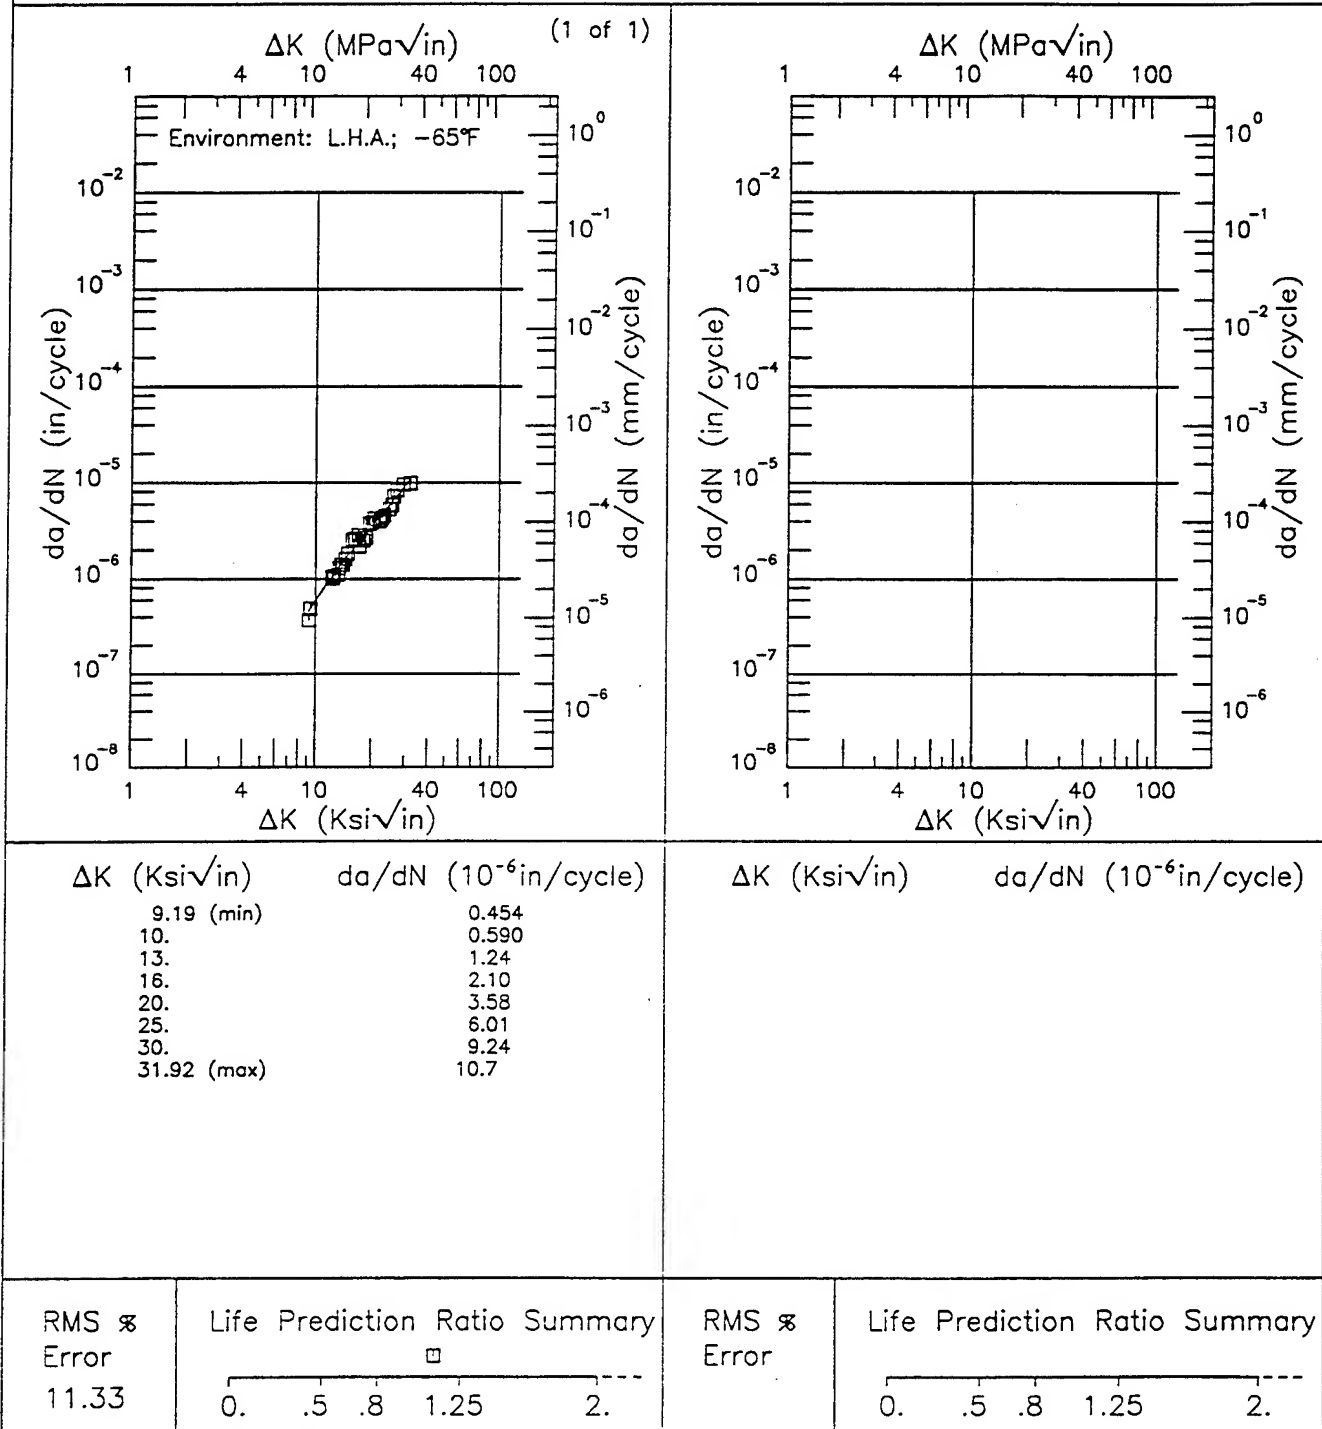 (1 of 1)
ΔK (MPa√in)
1 4 10 40 100
Environment: L.H.A.; −65°F
da/dN (in/cycle)
10⁻²
10⁻³
10⁻⁴
10⁻⁵
10⁻⁶
10⁻⁷
10⁻⁸
da/dN (mm/cycle)
10⁰
10⁻¹
10⁻²
10⁻³
10⁻⁴
10⁻⁵
10⁻⁶
1 4 10 40 100
ΔK (Ksi√in)
ΔK (MPa√in)
1 4 10 40 100
da/dN (in/cycle)
10⁻²
10⁻³
10⁻⁴
10⁻⁵
10⁻⁶
10⁻⁷
10⁻⁸
da/dN (mm/cycle)
10⁰
10⁻¹
10⁻²
10⁻³
10⁻⁴
10⁻⁵
10⁻⁶
1 4 10 40 100
ΔK (Ksi√in)
ΔK (Ksi√in) da/dN (10⁻⁶in/cycle)
9.19 (min) 0.454
10. 0.590
13. 1.24
16. 2.10
20. 3.58
25. 6.01
30. 9.24
31.92 (max) 10.7
ΔK (Ksi√in) da/dN (10⁻⁶in/cycle)
RMS %
Error
11.33
Life Prediction Ratio Summary
0. .5 .8 1.25 2.
RMS %
Error
Life Prediction Ratio Summary
0. .5 .8 1.25 2.